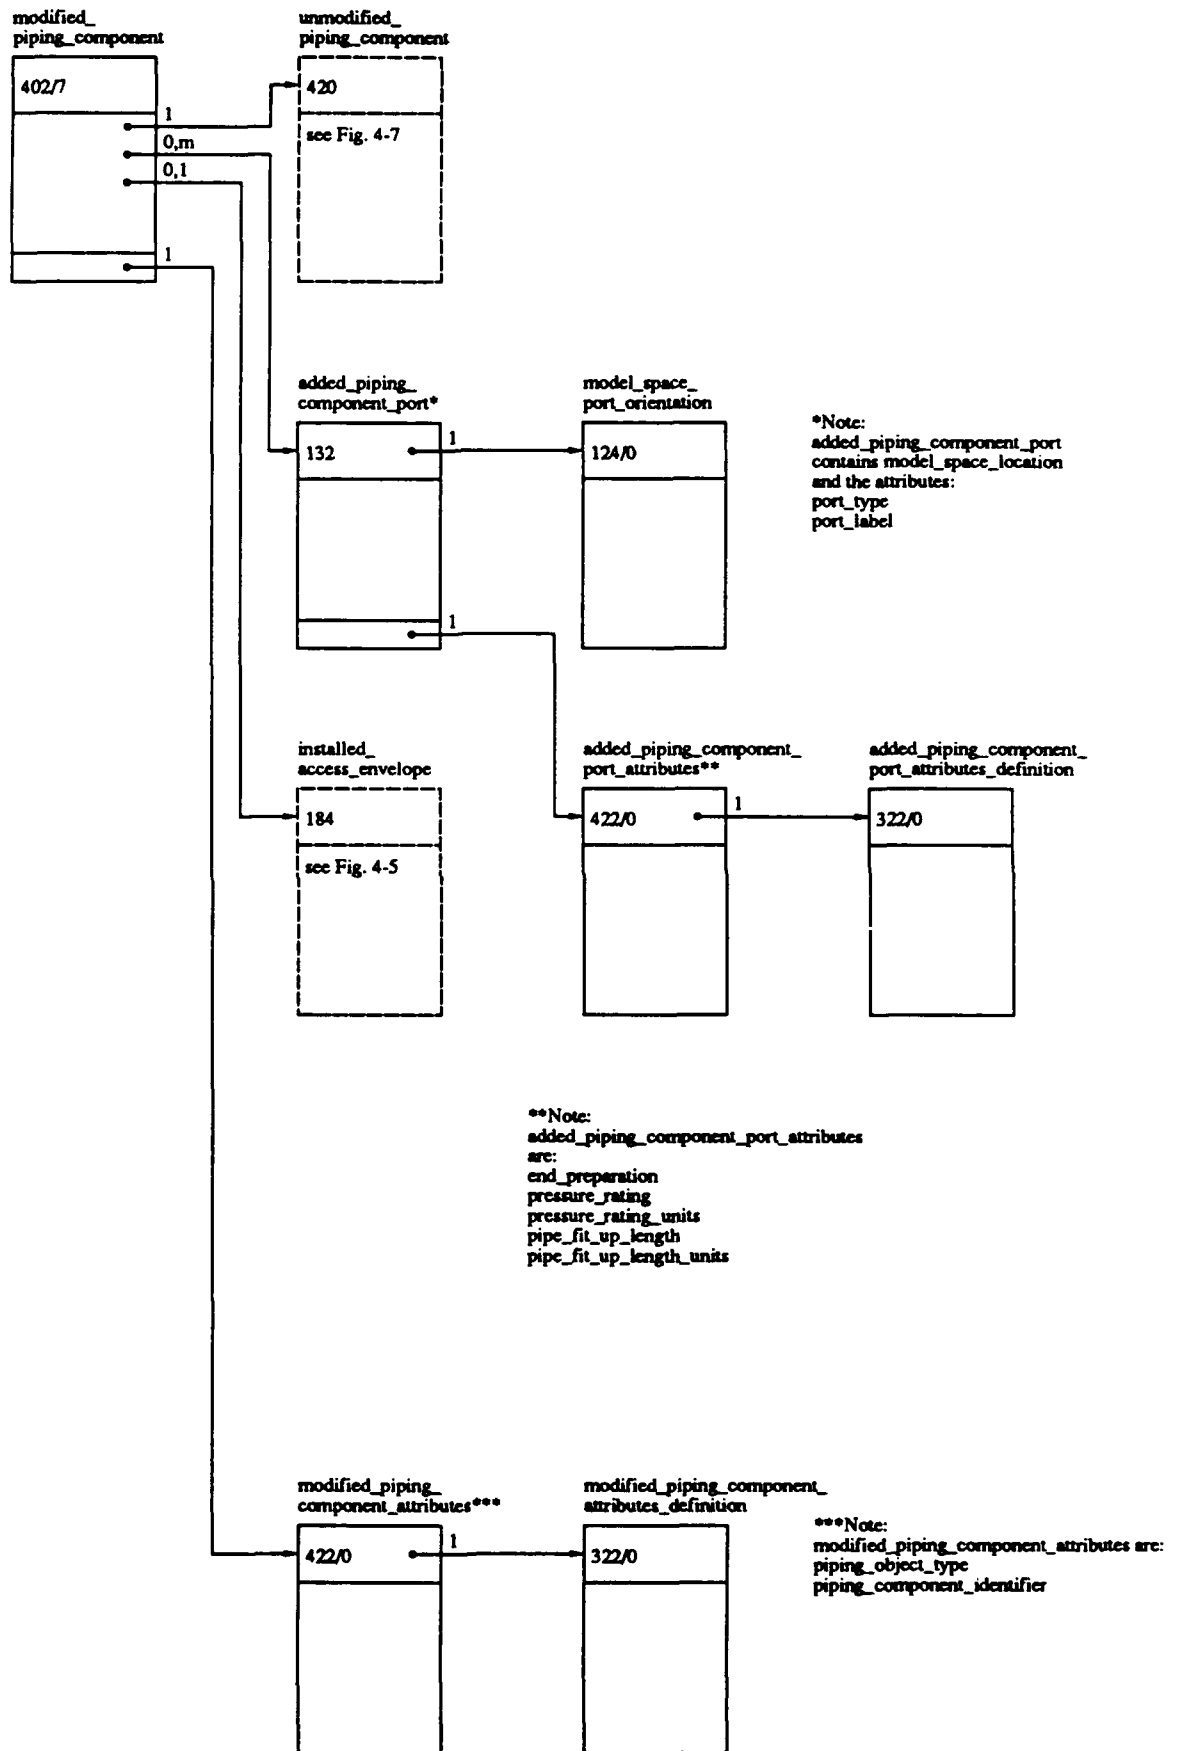 modified_
piping_component
402/7
1
0,m
0,1
1
unmodified_
piping_component
420
see Fig. 4-7
added_piping_
component_port*
132
1
1
model_space_
port_orientation
124/0
*Note:
added_piping_component_port
contains model_space_location
and the attributes:
port_type
port_label
installed_
access_envelope
184
see Fig. 4-5
added_piping_component_
port_attributes**
422/0
1
added_piping_component_
port_attributes_definition
322/0
**Note:
added_piping_component_port_attributes
are:
end_preparation
pressure_rating
pressure_rating_units
pipe_fit_up_length
pipe_fit_up_length_units
modified_piping_
component_attributes***
422/0
1
modified_piping_component_
attributes_definition
322/0
***Note:
modified_piping_component_attributes are:
piping_object_type
piping_component_identifier